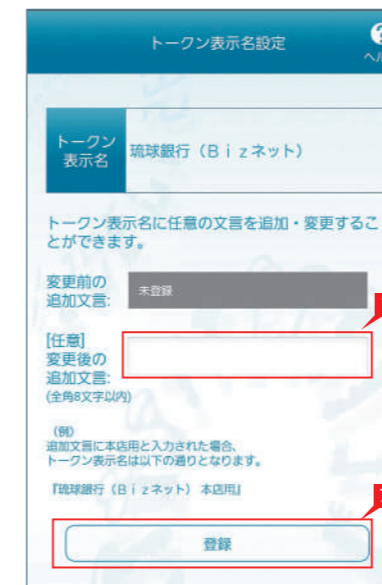 トークン表示名設定
トークン
表示名
琉球銀行（Ｂｉｚネット）
トークン表示名に任意の文言を追加・変更するこ
とができます。
変更前の
追加文言:
未登録
[任意]
変更後の
追加文言:
(全角8文字以内)
(例)
追加文言に本店用と入力された場合、
トークン表示名は以下の通りとなります。
『琉球銀行（Ｂｉｚネット） 本店用』
登録